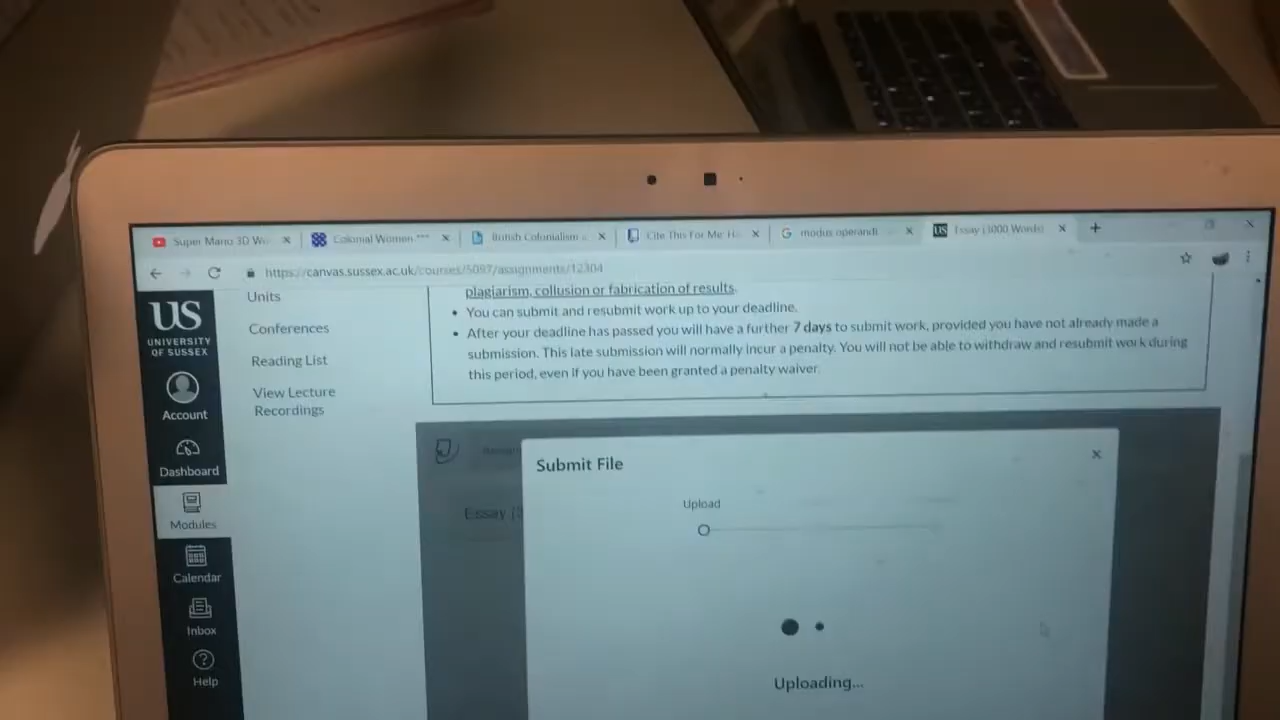 Super Mario 3D Wo
Colonial Women ***
British Colonialism
Cite This For Me: Ha
modus operandi
US
Essay (3000 Words)
https://canvas.sussex.ac.uk/courses/5097/assignments/12304
US
UNIVERSITY
OF SUSSEX
Account
Dashboard
Modules
Calendar
Inbox
Help
Units
Conferences
Reading List
View Lecture
Recordings
plagiarism, collusion or fabrication of results.
• You can submit and resubmit work up to your deadline.
• After your deadline has passed you will have a further 7 days to submit work, provided you have not already made a
submission. This late submission will normally incur a penalty. You will not be able to withdraw and resubmit work during
this period, even if you have been granted a penalty waiver.
Essay (3
Submit File
Upload
Uploading...